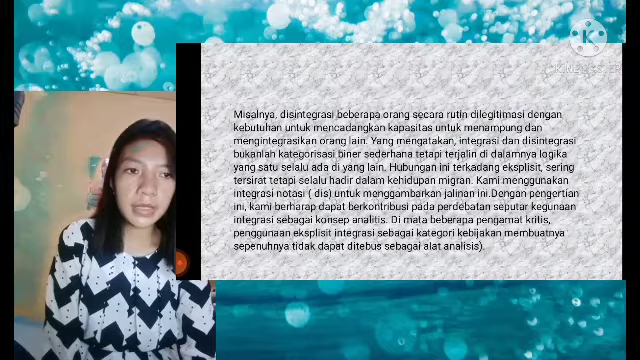 K
KINEMASTER
Misalnya, disintegrasi beberapa orang secara rutin dilegitimasi dengan
kebutuhan untuk mencadangkan kapasitas untuk menampung dan
mengintegrasikan orang lain. Yang mengatakan, integrasi dan disintegrasi
bukanlah kategorisasi biner sederhana tetapi terjalin di dalamnya logika
yang satu selalu ada di yang lain. Hubungan ini terkadang eksplisit, sering
tersirat tetapi selalu hadir dalam kehidupan migran. Kami menggunakan
integrasi notasi ( dis) untuk menggambarkan jalinan ini.Dengan pengertian
ini, kami berharap dapat berkontribusi pada perdebatan seputar kegunaan
integrasi sebagai konsep analitis. Di mata beberapa pengamat kritis,
penggunaan eksplisit integrasi sebagai kategori kebijakan membuatnya
sepenuhnya tidak dapat ditebus sebagai alat analisis).